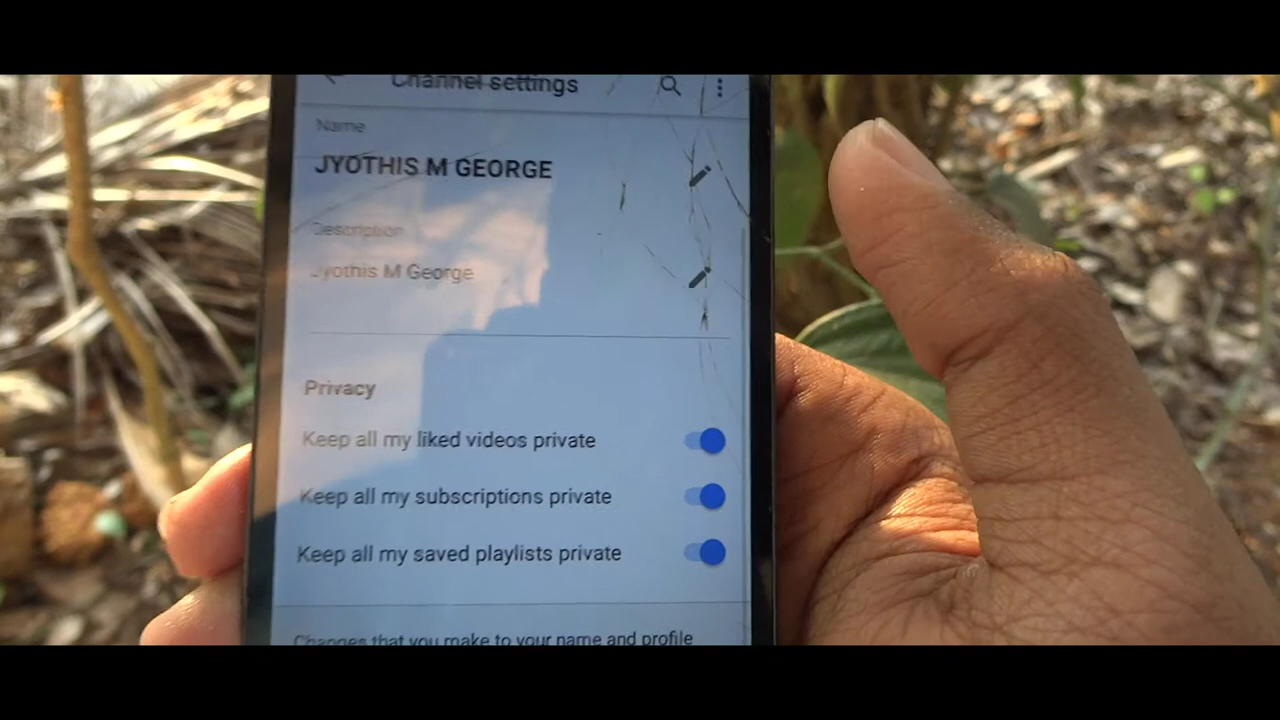 Channel settings
Name
JYOTHIS M GEORGE
Description
Jyothis M George
Privacy
Keep all my liked videos private
Keep all my subscriptions private
Keep all my saved playlists private
Changes that you make to your name and profile